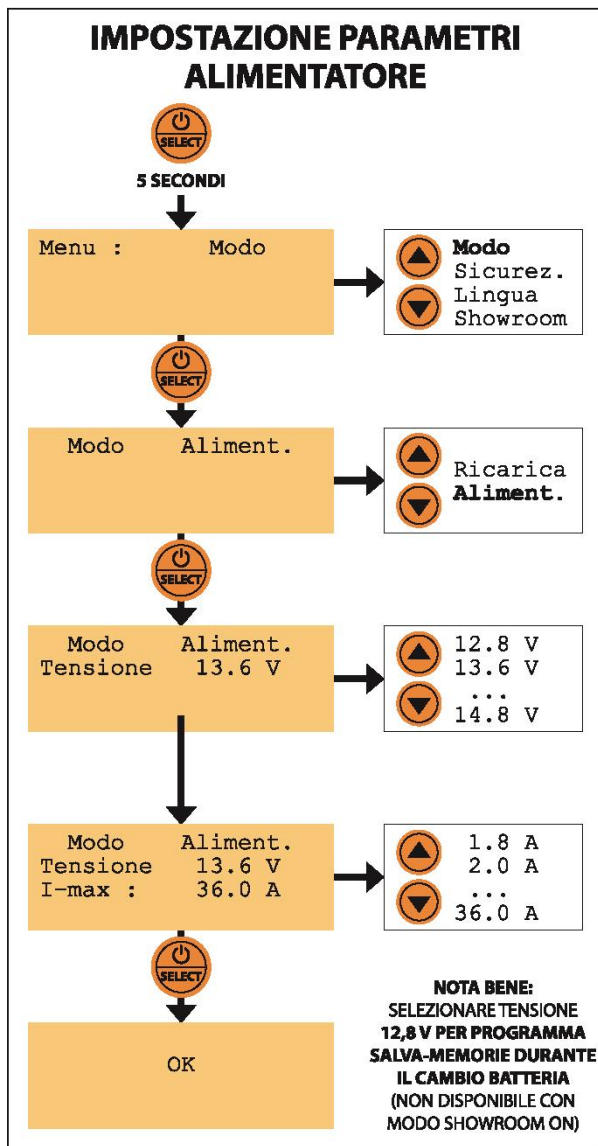 IMPOSTAZIONE PARAMETRI
ALIMENTATORE
SELECT
5 SECONDI
Menu : Modo
Modo
Sicurez.
Lingua
Showroom
SELECT
Modo Aliment.
Ricarica
Aliment.
SELECT
Modo Aliment.
Tensione 13.6 V
12.8 V
13.6 V
...
14.8 V
Modo Aliment.
Tensione 13.6 V
I-max : 36.0 A
1.8 A
2.0 A
...
36.0 A
SELECT
OK
NOTA BENE:
SELEZIONARE TENSIONE
12,8 V PER PROGRAMMA
SALVA-MEMORIE DURANTE
IL CAMBIO BATTERIA
(NON DISPONIBILE CON
MODO SHOWROOM ON)